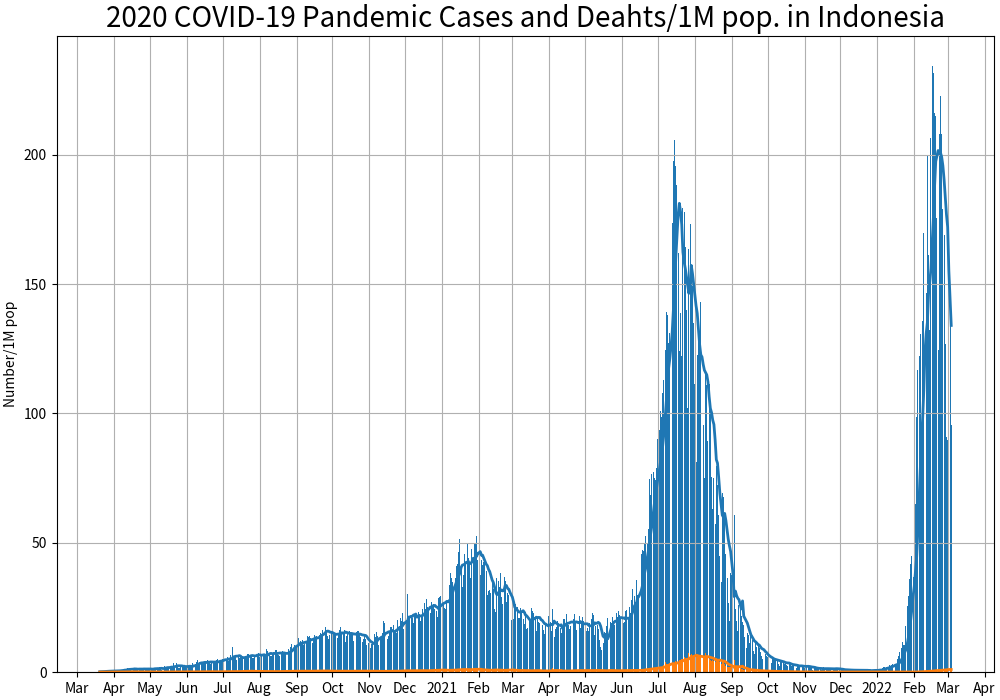 2020 COVID-19 Pandemic Cases and Deahts/1M pop. in Indonesia
Number/1M pop
200
150
100
50
0
Mar Apr May Jun Jul Aug Sep Oct Nov Dec 2021 Feb Mar Apr May Jun Jul Aug Sep Oct Nov Dec 2022 Feb Mar Apr